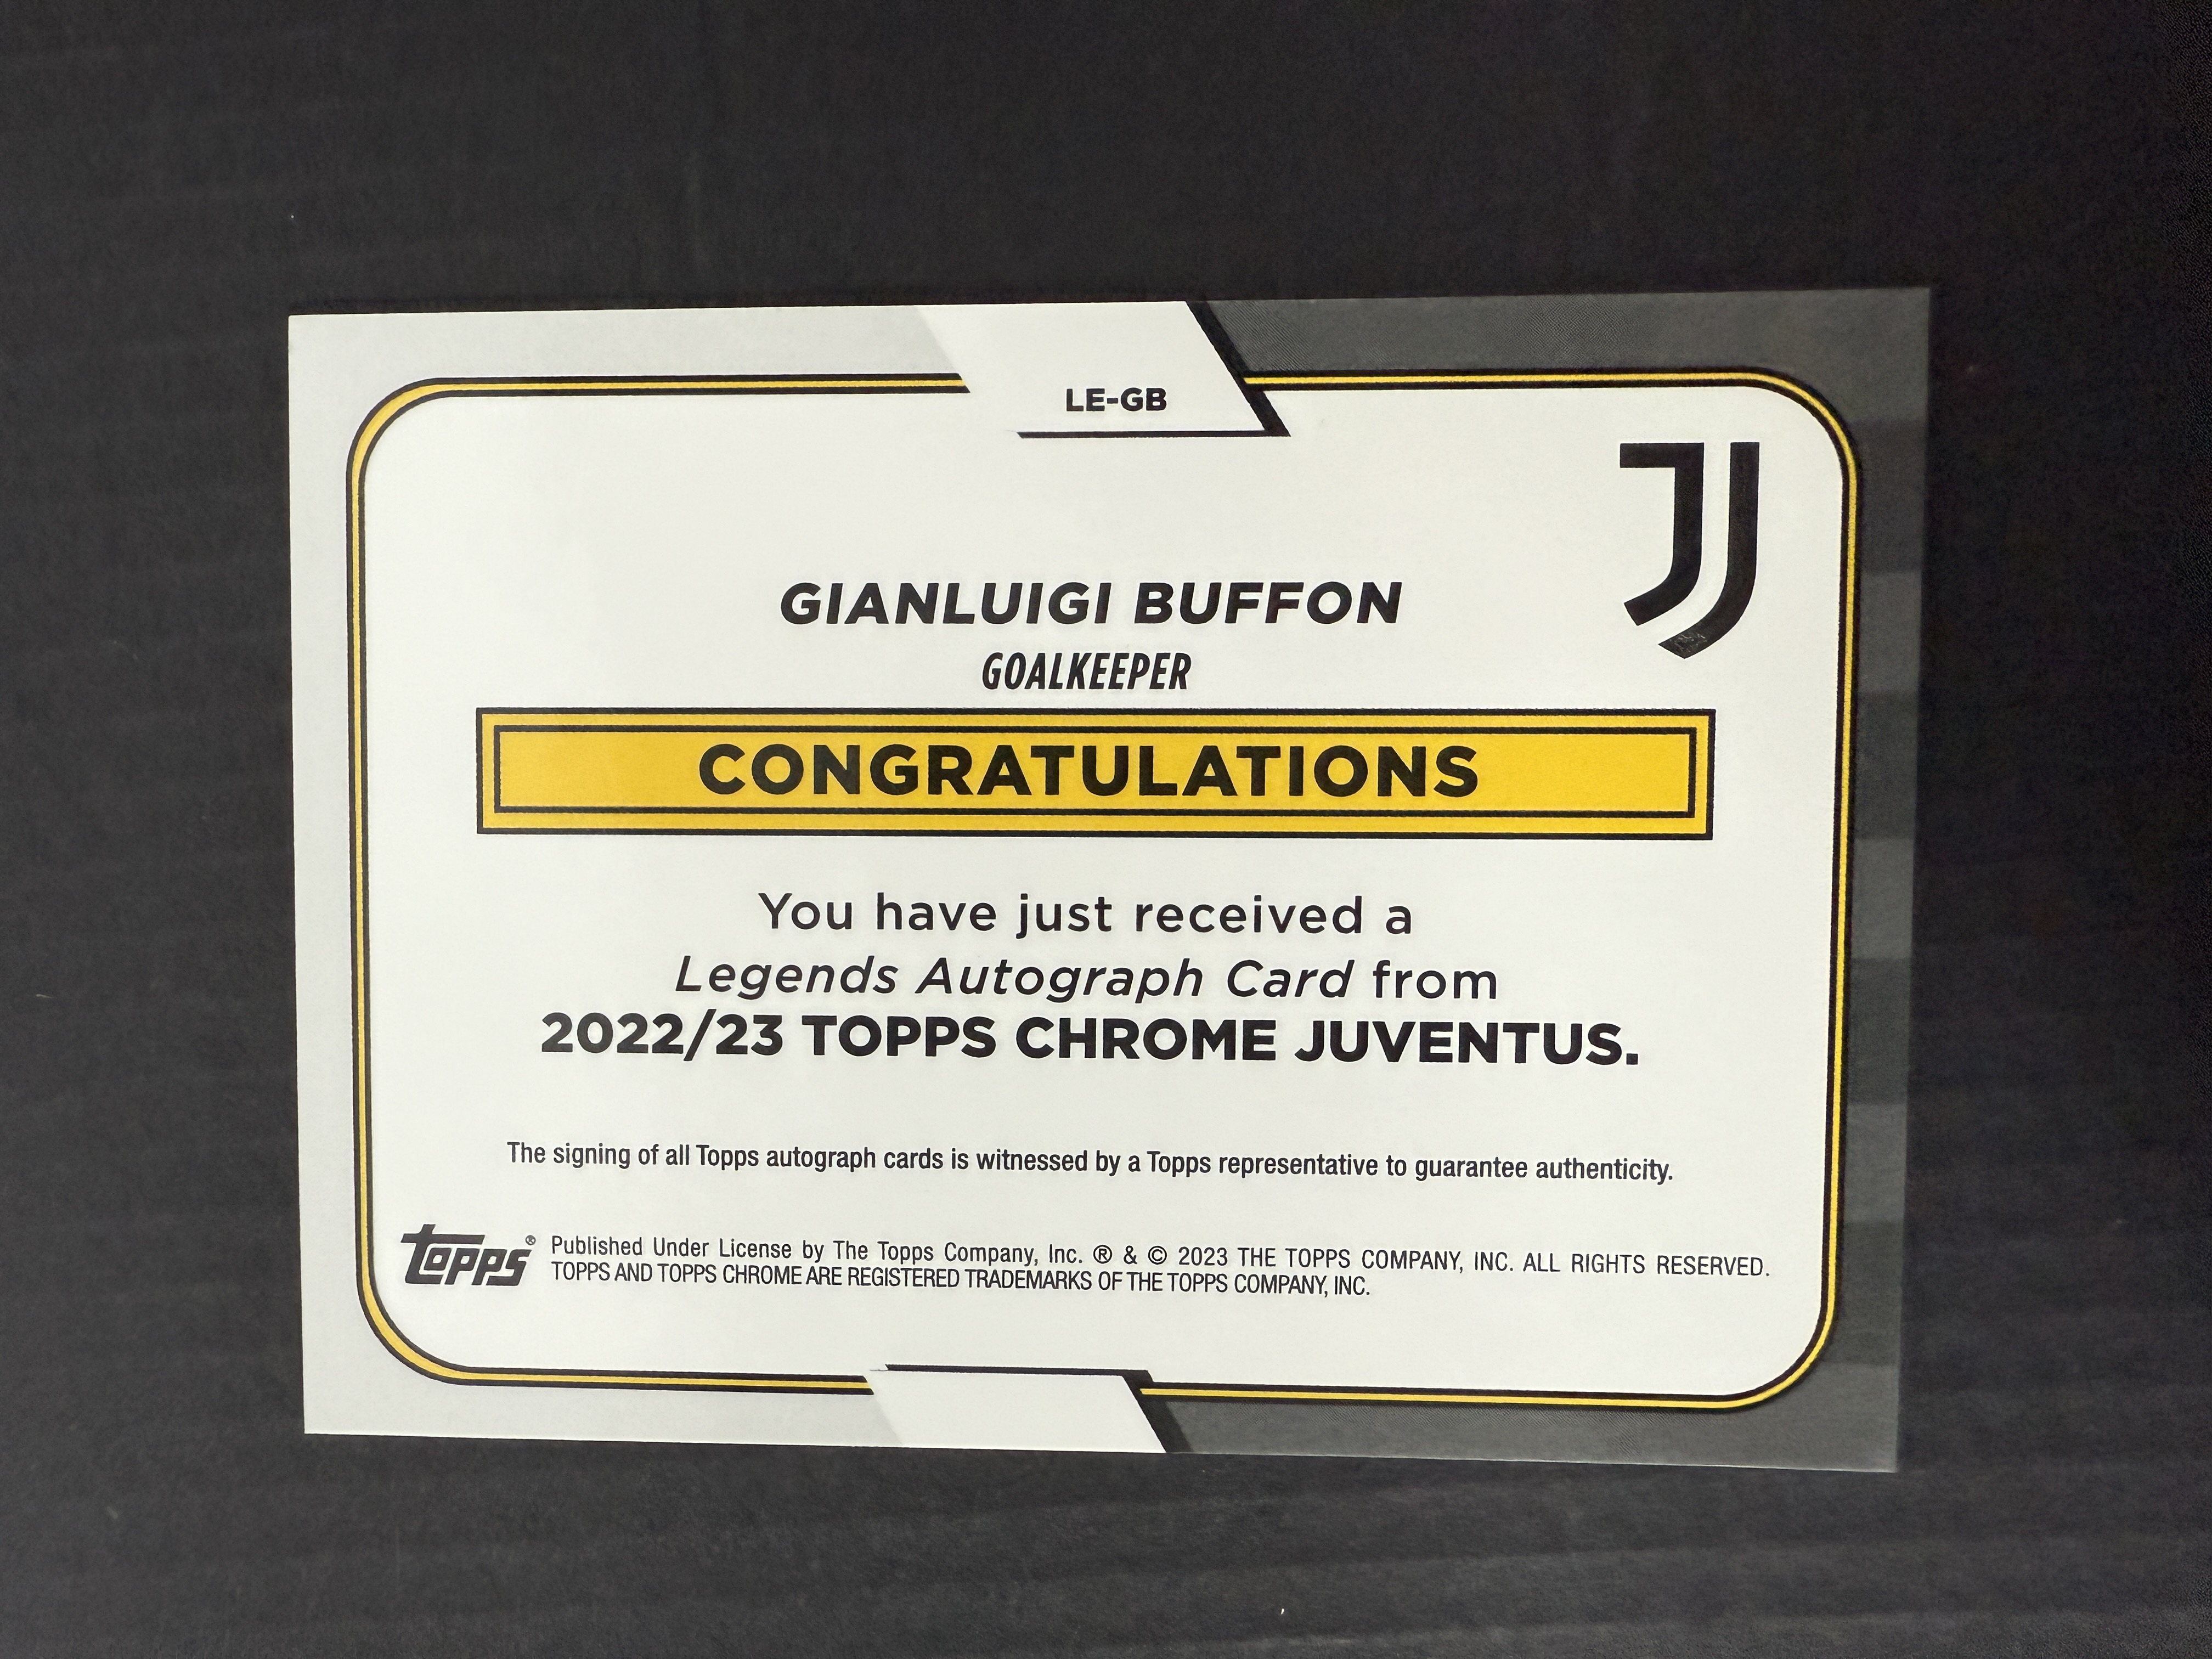 LE-GB
GIANLUIGI BUFFON
GOALKEEPER
CONGRATULATIONS
You have just received a
Legends Autograph Card from
2022/23 TOPPS CHROME JUVENTUS.
The signing of all Topps autograph cards is witnessed by a Topps representative to guarantee authenticity.
topps®
Published Under License by The Topps Company, Inc. ® & © 2023 THE TOPPS COMPANY, INC. ALL RIGHTS RESERVED.
TOPPS AND TOPPS CHROME ARE REGISTERED TRADEMARKS OF THE TOPPS COMPANY, INC.